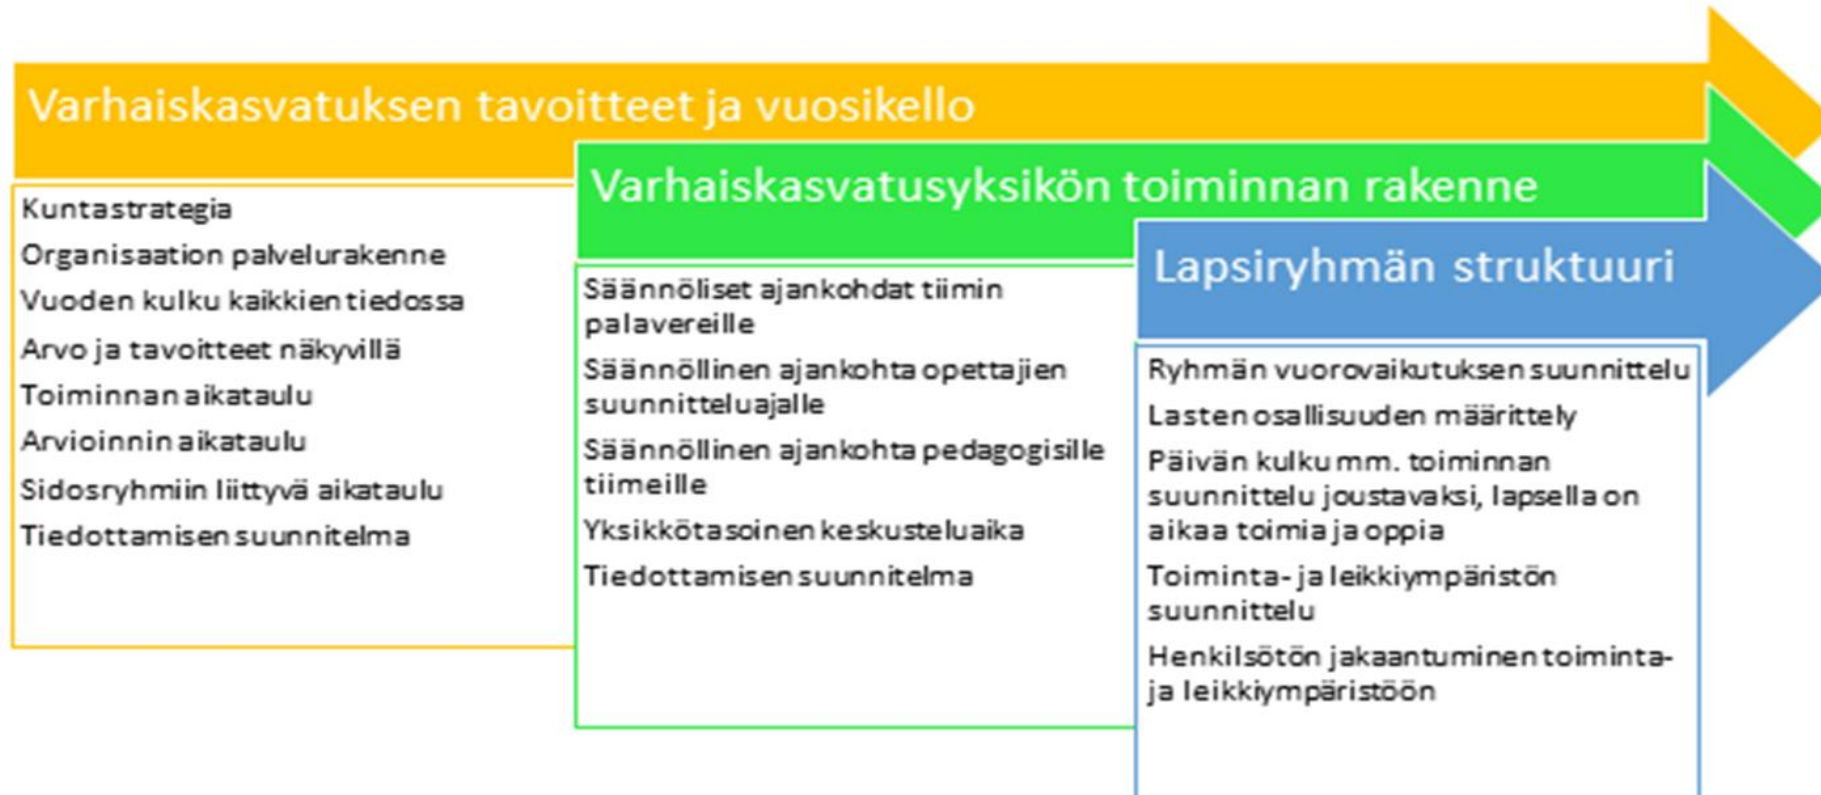 Varhaiskasvatuksen tavoitteet ja vuosikello
Kuntastrategia
Organisaation palvelurakenne
Vuoden kulku kaikkien tiedossa
Arvo ja tavoitteet näkyvillä
Toiminnan aikataulu
Arvioinnin aikataulu
Sidosryhmiin liittyvä aikataulu
Tiedottamisen suunnitelma
Varhaiskasvatusyksikön toiminnan rakenne
Säännöliset ajankohdat tiimin
palavereille
Säännöllinen ajankohta opettajien
suunnitteluajalle
Säännöllinen ajankohta pedagogisille
tiimeille
Yksikkötasoinen keskusteluaika
Tiedottamisen suunnitelma
Lapsiryhmän struktuuri
Ryhmän vuorovaikutuksen suunnittelu
Lasten osallisuuden määrittely
Päivän kulku mm. toiminnan
suunnittelu joustavaksi, lapsella on
aikaa toimia ja oppia
Toiminta- ja leikkiympäristön
suunnittelu
Henkilsötön jakaantuminen toiminta-
ja leikkiympäristöön